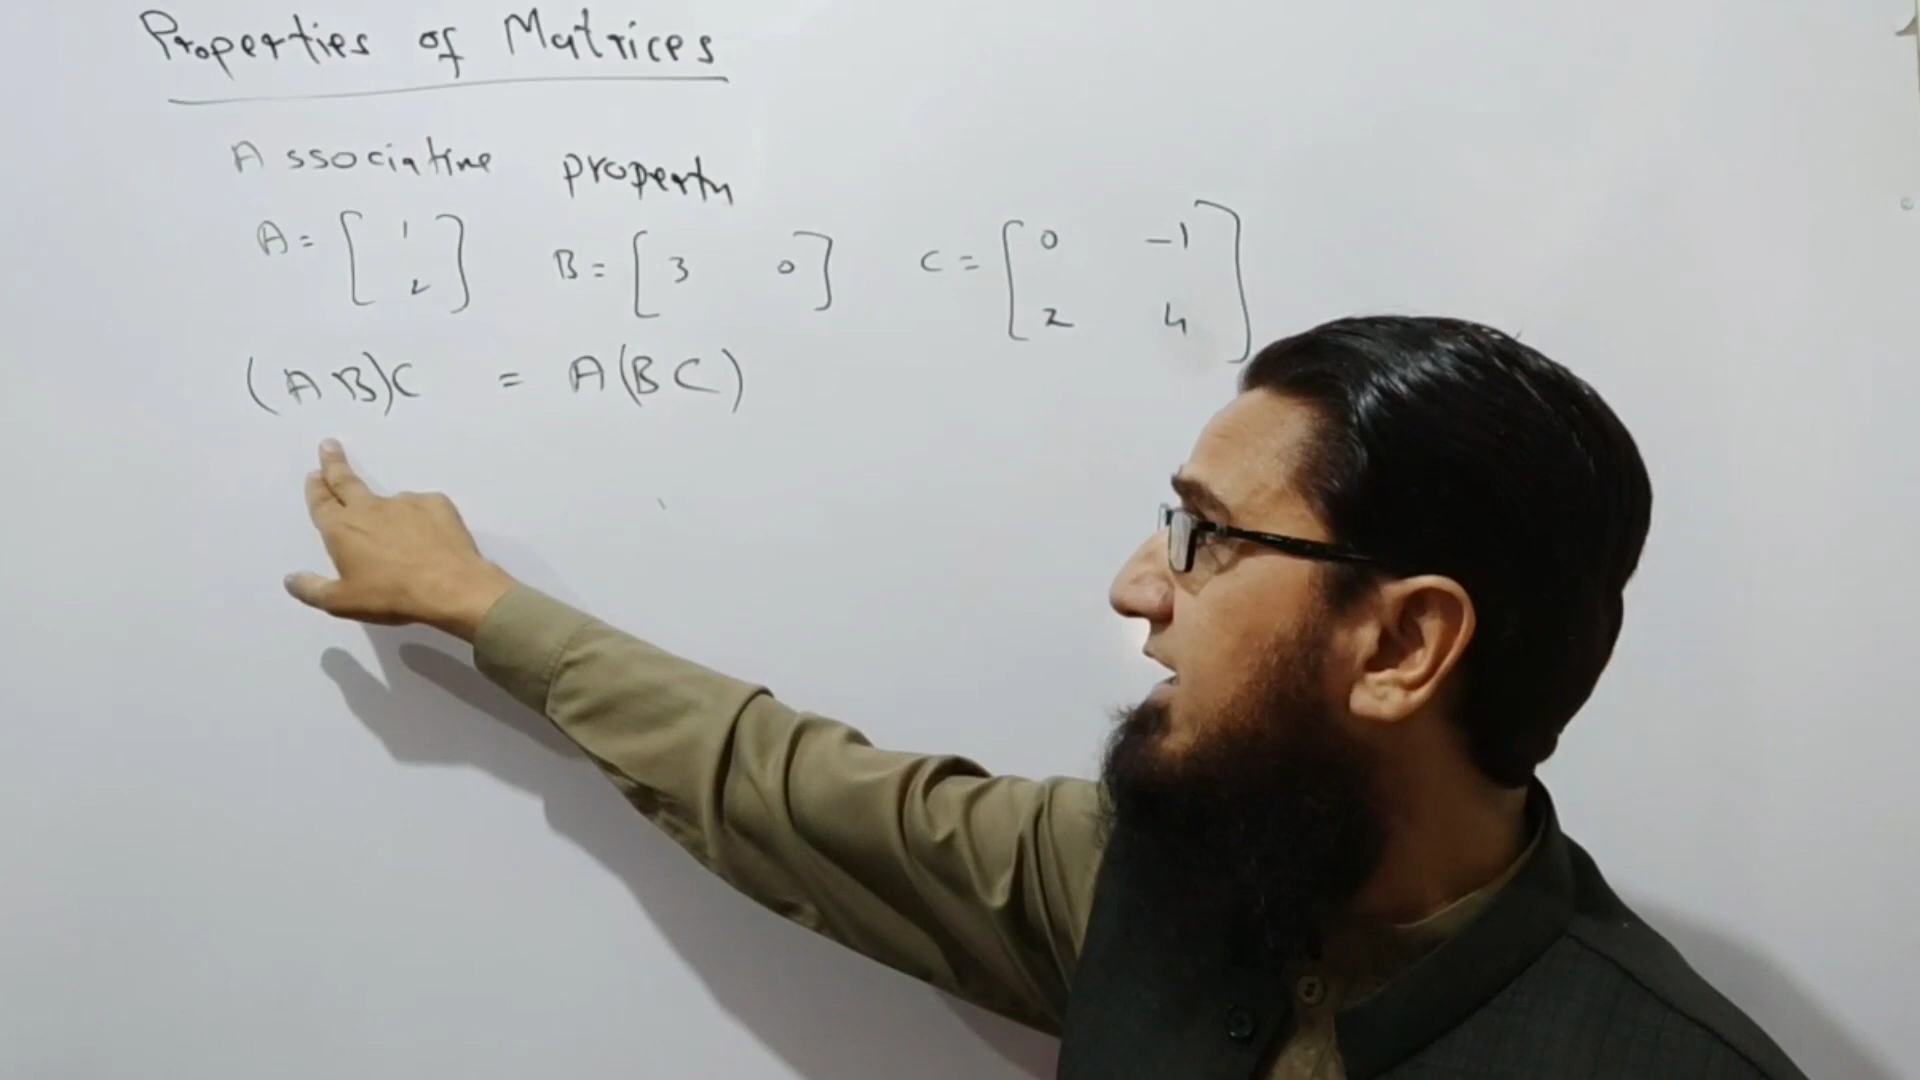 Properties of Matrices
Associative property
A = [ 1 2 ] B = [ 3 0 ] C = [ 0 -1 2 4 ]
(AB)C = A(BC)